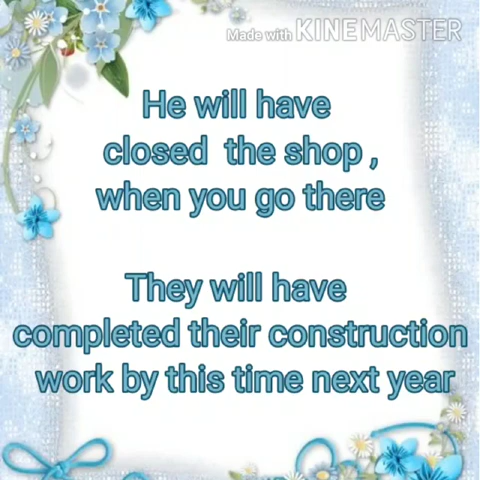 Made with KINEMASTER
He will have
closed the shop ,
when you go there
They will have
completed their construction
work by this time next year